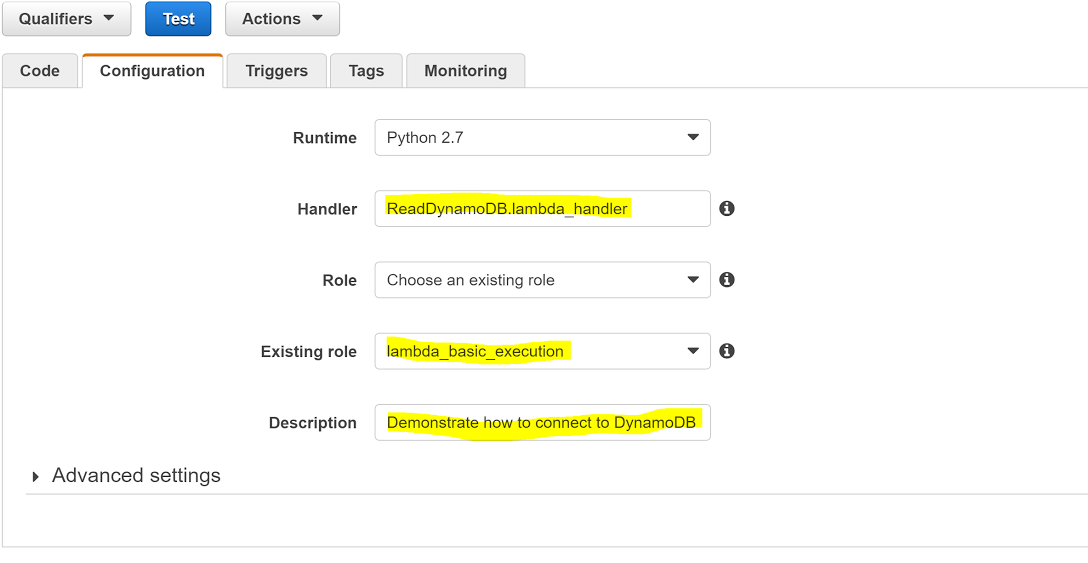 Qualifiers Test Actions
Code Configuration Triggers Tags Monitoring
Runtime Python 2.7
Handler ReadDynamoDB.lambda_handler
Role Choose an existing role
Existing role lambda_basic_execution
Description Demonstrate how to connect to DynamoDB
Advanced settings